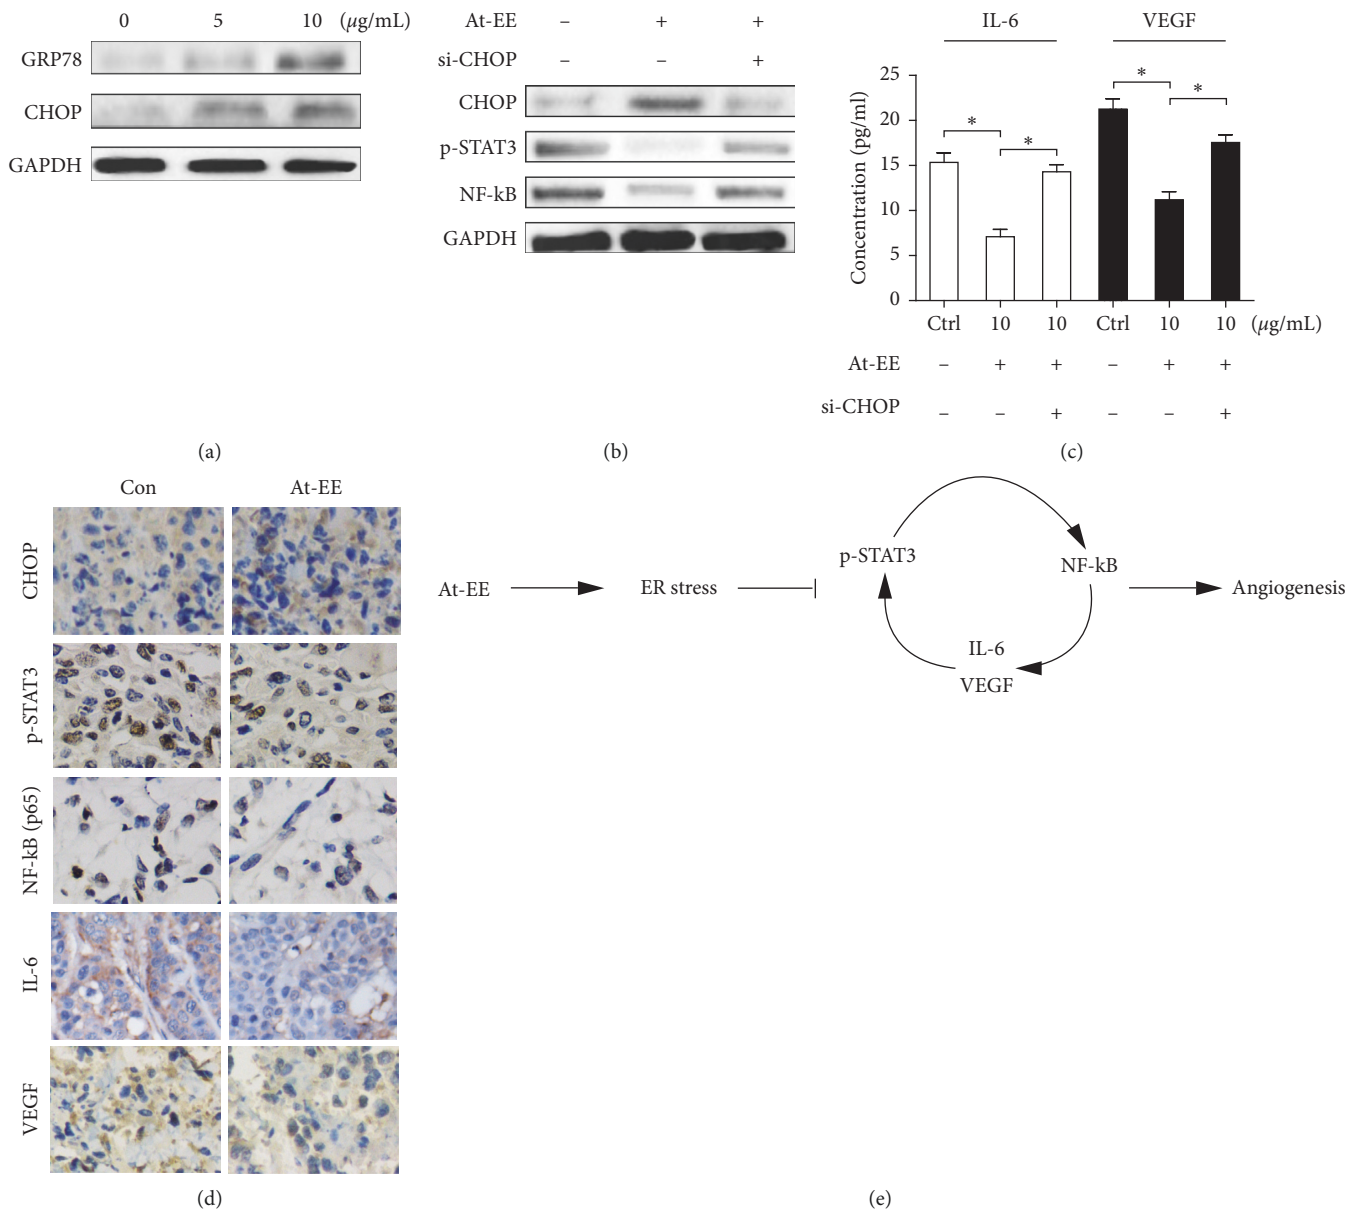 0 5 10 (μg/mL)
GRP78
CHOP
GAPDH
(a)
At-EE – + +
si-CHOP – – +
CHOP
p-STAT3
NF-kB
GAPDH
(b)
IL-6 VEGF
25
20
15
10
5
0
Concentration (pg/ml)
* * * *
Ctrl 10 10 Ctrl 10 10 (μg/mL)
At-EE – + + – + +
si-CHOP – – + – – +
(c)
Con At-EE
CHOP
p-STAT3
NF-kB (p65)
IL-6
VEGF
(d)
At-EE ER stress p-STAT3 NF-kB Angiogenesis
IL-6
VEGF
(e)